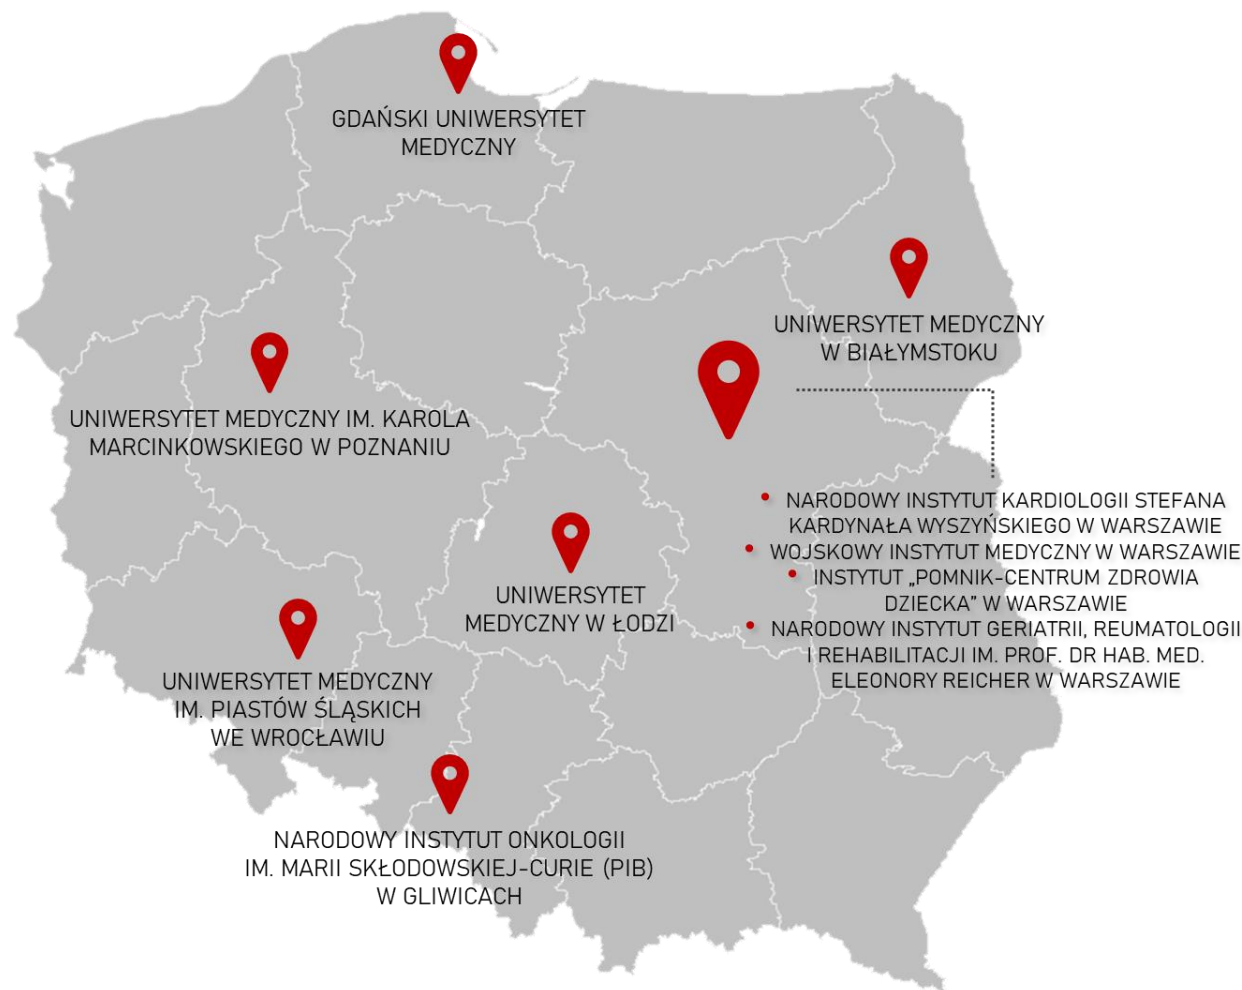 GDAŃSKI UNIWERSYTET
MEDYCZNY
UNIWERSYTET MEDYCZNY
W BIAŁYMSTOKU
UNIWERSYTET MEDYCZNY IM. KAROLA
MARCINKOWSKIEGO W POZNANIU
• NARODOWY INSTYTUT KARDIOLOGII STEFANA
KARDYNAŁA WYSZYŃSKIEGO W WARSZAWIE
• WOJSKOWY INSTYTUT MEDYCZNY W WARSZAWIE
• INSTYTUT „POMNIK-CENTRUM ZDROWIA
DZIECKA” W WARSZAWIE
• NARODOWY INSTYTUT GERIATRII, REUMATOLOGII
I REHABILITACJI IM. PROF. DR HAB. MED.
ELEONORY REICHER W WARSZAWIE
UNIWERSYTET
MEDYCZNY W ŁODZI
UNIWERSYTET MEDYCZNY
IM. PIASTÓW ŚLĄSKICH
WE WROCŁAWIU
NARODOWY INSTYTUT ONKOLOGII
IM. MARII SKŁODOWSKIEJ-CURIE (PIB)
W GLIWICACH